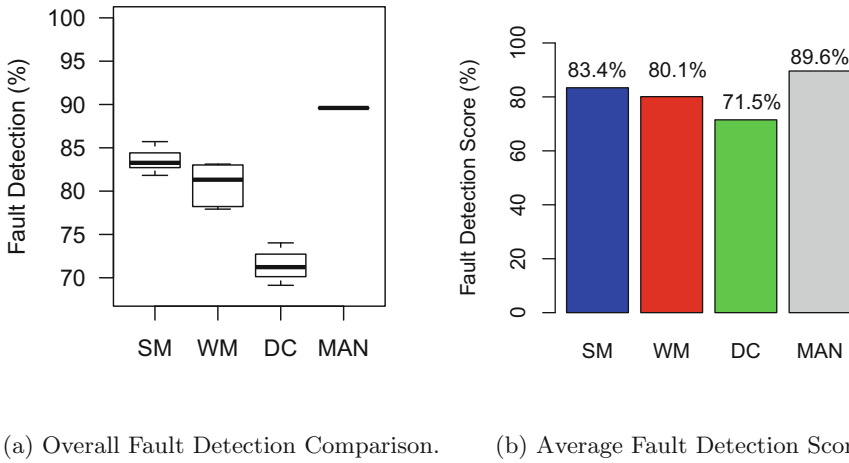 100
95
90
85
80
75
70
Fault Detection (%)
SM WM DC MAN
(a) Overall Fault Detection Comparison.
100
80
60
40
20
0
Fault Detection Score (%)
83.4% 80.1% 71.5% 89.6%
SM WM DC MAN
(b) Average Fault Detection Scor